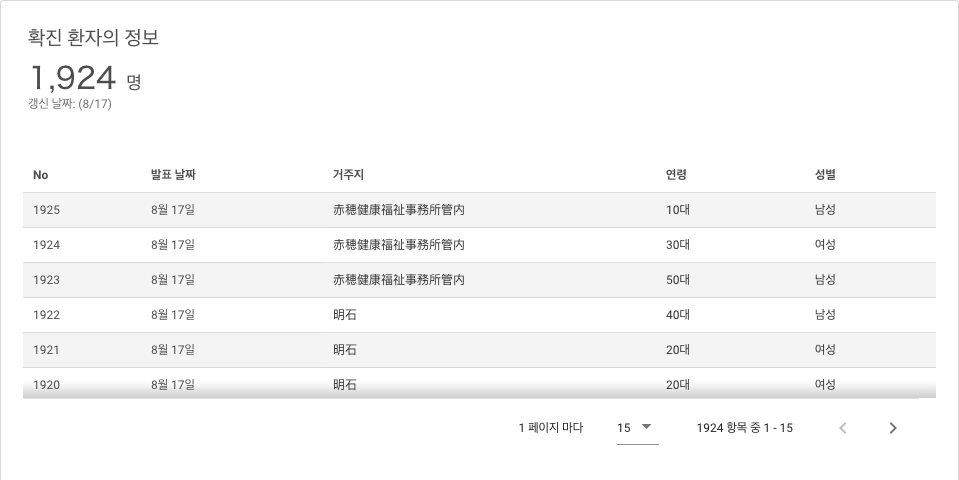 확진 환자의 정보
1,924 명
갱신 날짜: (8/17)
No 발표 날짜 거주지 연령 성별
1925 8월 17일 赤穂健康福祉事務所管内 10대 남성
1924 8월 17일 赤穂健康福祉事務所管内 30대 여성
1923 8월 17일 赤穂健康福祉事務所管内 50대 남성
1922 8월 17일 明石 40대 남성
1921 8월 17일 明石 20대 여성
1920 8월 17일 明石 20대 여성
1 페이지 마다 15 1924 항목 중 1 - 15